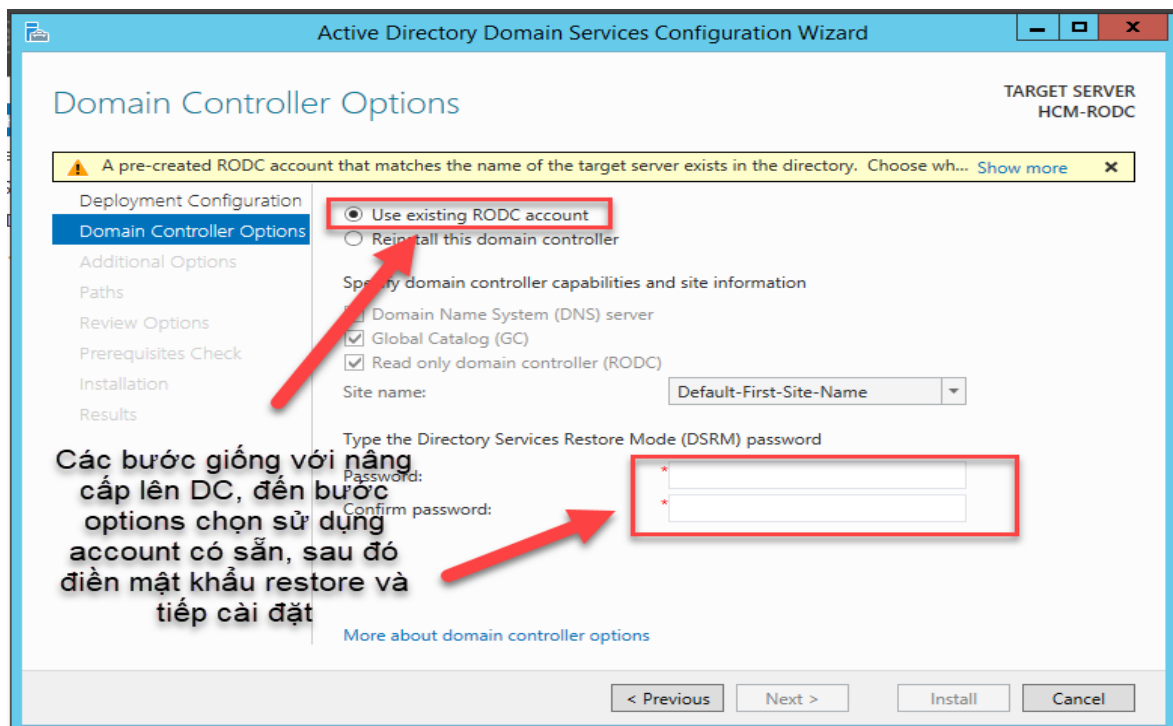 Active Directory Domain Services Configuration Wizard
Domain Controller Options
TARGET SERVER
HCM-RODC
A pre-created RODC account that matches the name of the target server exists in the directory. Choose wh... Show more
Deployment Configuration
Domain Controller Options
Additional Options
Paths
Review Options
Prerequisites Check
Installation
Results
Use existing RODC account
Reinstall this domain controller
Specify domain controller capabilities and site information
Domain Name System (DNS) server
Global Catalog (GC)
Read only domain controller (RODC)
Site name: Default-First-Site-Name
Type the Directory Services Restore Mode (DSRM) password
Password: *
Confirm password: *
Các bước giống với nâng
cấp lên DC, đến bước
options chọn sử dụng
account có sẵn, sau đó
điền mật khẩu restore và
tiếp cài đặt
More about domain controller options
< Previous Next > Install Cancel